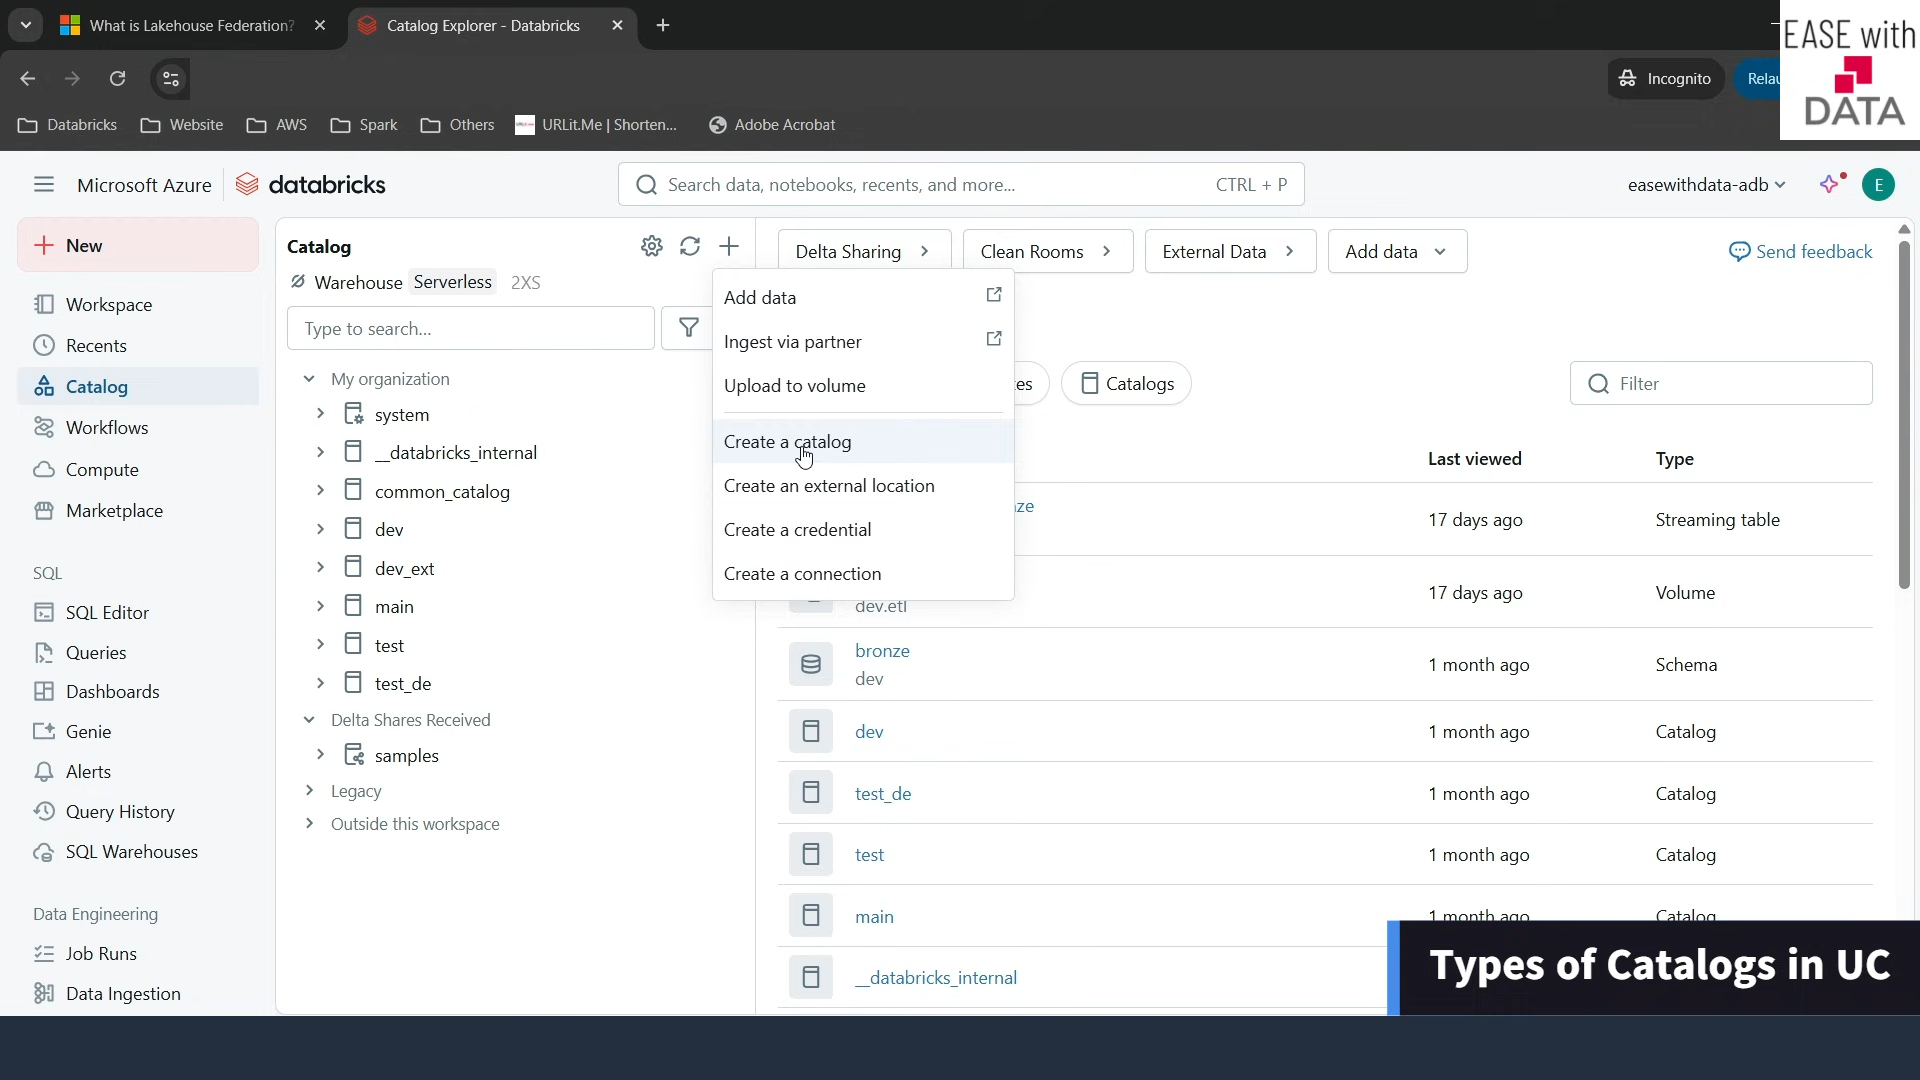 What is Lakehouse Federation?
Catalog Explorer - Databricks
EASE with
DATA
Incognito
Relau
Databricks
Website
AWS
Spark
Others
URLit.Me | Shorten...
Adobe Acrobat
Microsoft Azure
databricks
Search data, notebooks, recents, and more...
CTRL + P
easewithdata-adb
E
New
Workspace
Recents
Catalog
Workflows
Compute
Marketplace
SQL
SQL Editor
Queries
Dashboards
Genie
Alerts
Query History
SQL Warehouses
Data Engineering
Job Runs
Data Ingestion
Catalog
Warehouse Serverless 2XS
Type to search...
My organization
system
__databricks_internal
common_catalog
dev
dev_ext
main
test
test_de
Delta Shares Received
samples
Legacy
Outside this workspace
Add data
Ingest via partner
Upload to volume
Create a catalog
Create an external location
Create a credential
Create a connection
Delta Sharing
Clean Rooms
External Data
Add data
Send feedback
Catalogs
Filter
Last viewed
Type
17 days ago
Streaming table
dev.etl
17 days ago
Volume
bronze
dev
1 month ago
Schema
dev
1 month ago
Catalog
test_de
1 month ago
Catalog
test
1 month ago
Catalog
main
1 month ago
Catalog
__databricks_internal
Types of Catalogs in UC